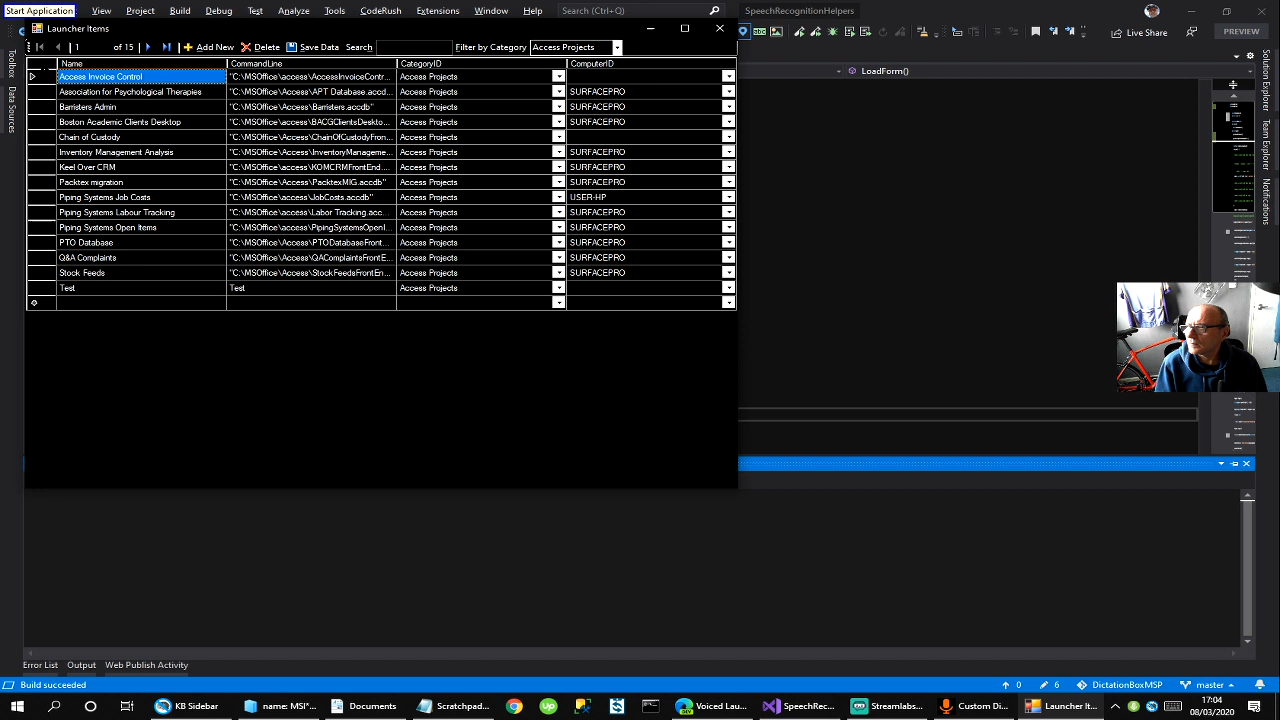 Start Application View Project Build Debug Test Analyze Tools CodeRush Extensions Window Help Search (Ctrl+Q) SpeechRecognitionHelpers
Launcher Items
Live Share PREVIEW
1 of 15 Add New Delete Save Data Search Filter by Category Access Projects
Name CommandLine CategoryID ComputerID
LoadForm()
Access Invoice Control "C:\MSOffice\access\AccessInvoiceContr... Access Projects
Association for Psychological Therapies "C:\MSOffice\Access\APT Database.accd... Access Projects SURFACEPRO
Barristers Admin "C:\MSOffice\Access\Barristers.accdb" Access Projects SURFACEPRO
Boston Academic Clients Desktop "C:\MSOffice\access\BACGClientsDeskto... Access Projects SURFACEPRO
Chain of Custody "C:\MSOffice\access\ChainOfCustodyFron... Access Projects
Inventory Management Analysis "C:\MSOffice\Access\InventoryManageme... Access Projects SURFACEPRO
Keel Over CRM "C:\MSOffice\Access\KOMCRMFrontEnd... Access Projects SURFACEPRO
Packtex migration "C:\MSOffice\Access\PacktexMIG.accdb" Access Projects SURFACEPRO
Piping Systems Job Costs "C:\MSOffice\Access\JobCosts.accdb" Access Projects USER-HP
Piping Systems Labour Tracking "C:\MSOffice\Access\Labor Tracking.acc... Access Projects SURFACEPRO
Piping Systems Open Items "C:\MSOffice\Access\PipingSystemsOpenI... Access Projects SURFACEPRO
PTO Database "C:\MSOffice\Access\PTODatabaseFront... Access Projects SURFACEPRO
Q&A Complaints "C:\MSOffice\Access\QAComplaintsFrontE... Access Projects SURFACEPRO
Stock Feeds "C:\MSOffice\Access\StockFeedsFrontEn... Access Projects SURFACEPRO
Test Test Access Projects
Toolbox
Data Sources
Solution Explorer
Team Explorer
Notifications
Error List Output Web Publish Activity
Build succeeded 0 6 DictationBoxMSP master
KB Sidebar name: MSI" Documents Scratchpad... Voiced Lau... SpeechRec... Streamlabs... Custom Di... Launcher It... 17:04
08/03/2020